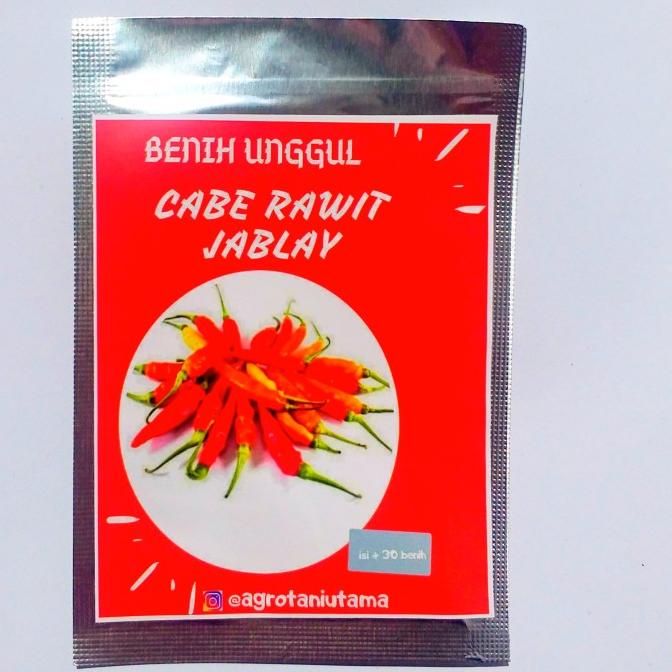 BENIH UNGGUL
CABE RAWIT
JABLAY
isi ± 30 benih
@agrotaniutama